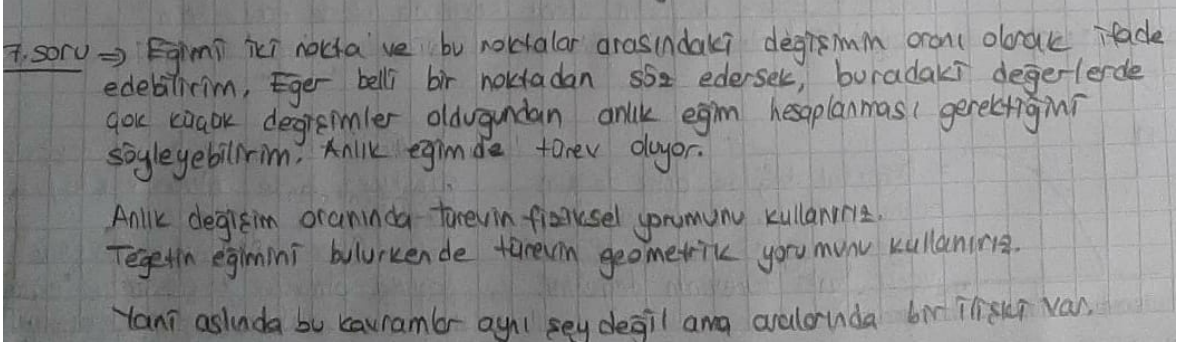 7. soru ⇒ Eğimi iki nokta ve bu noktalar arasındaki değişimin oranı olarak ifade
edebilirim. Eger belli bir noktadan söz edersek, buradaki değerlerde
çok küçük değişimler oldugundan anlık eğim hesaplanması gerektiğini
söyleyebilirim. Anlık eğimde türev oluyor.
Anlık değişim oranında türevin fiziksel yorumunu kullanırız.
Teğetin eğimini bulurkende türevin geometrik yorumunu kullanırız.
Yani aslında bu kavramlar aynı şey değil ama aralarında bir ilişki var.